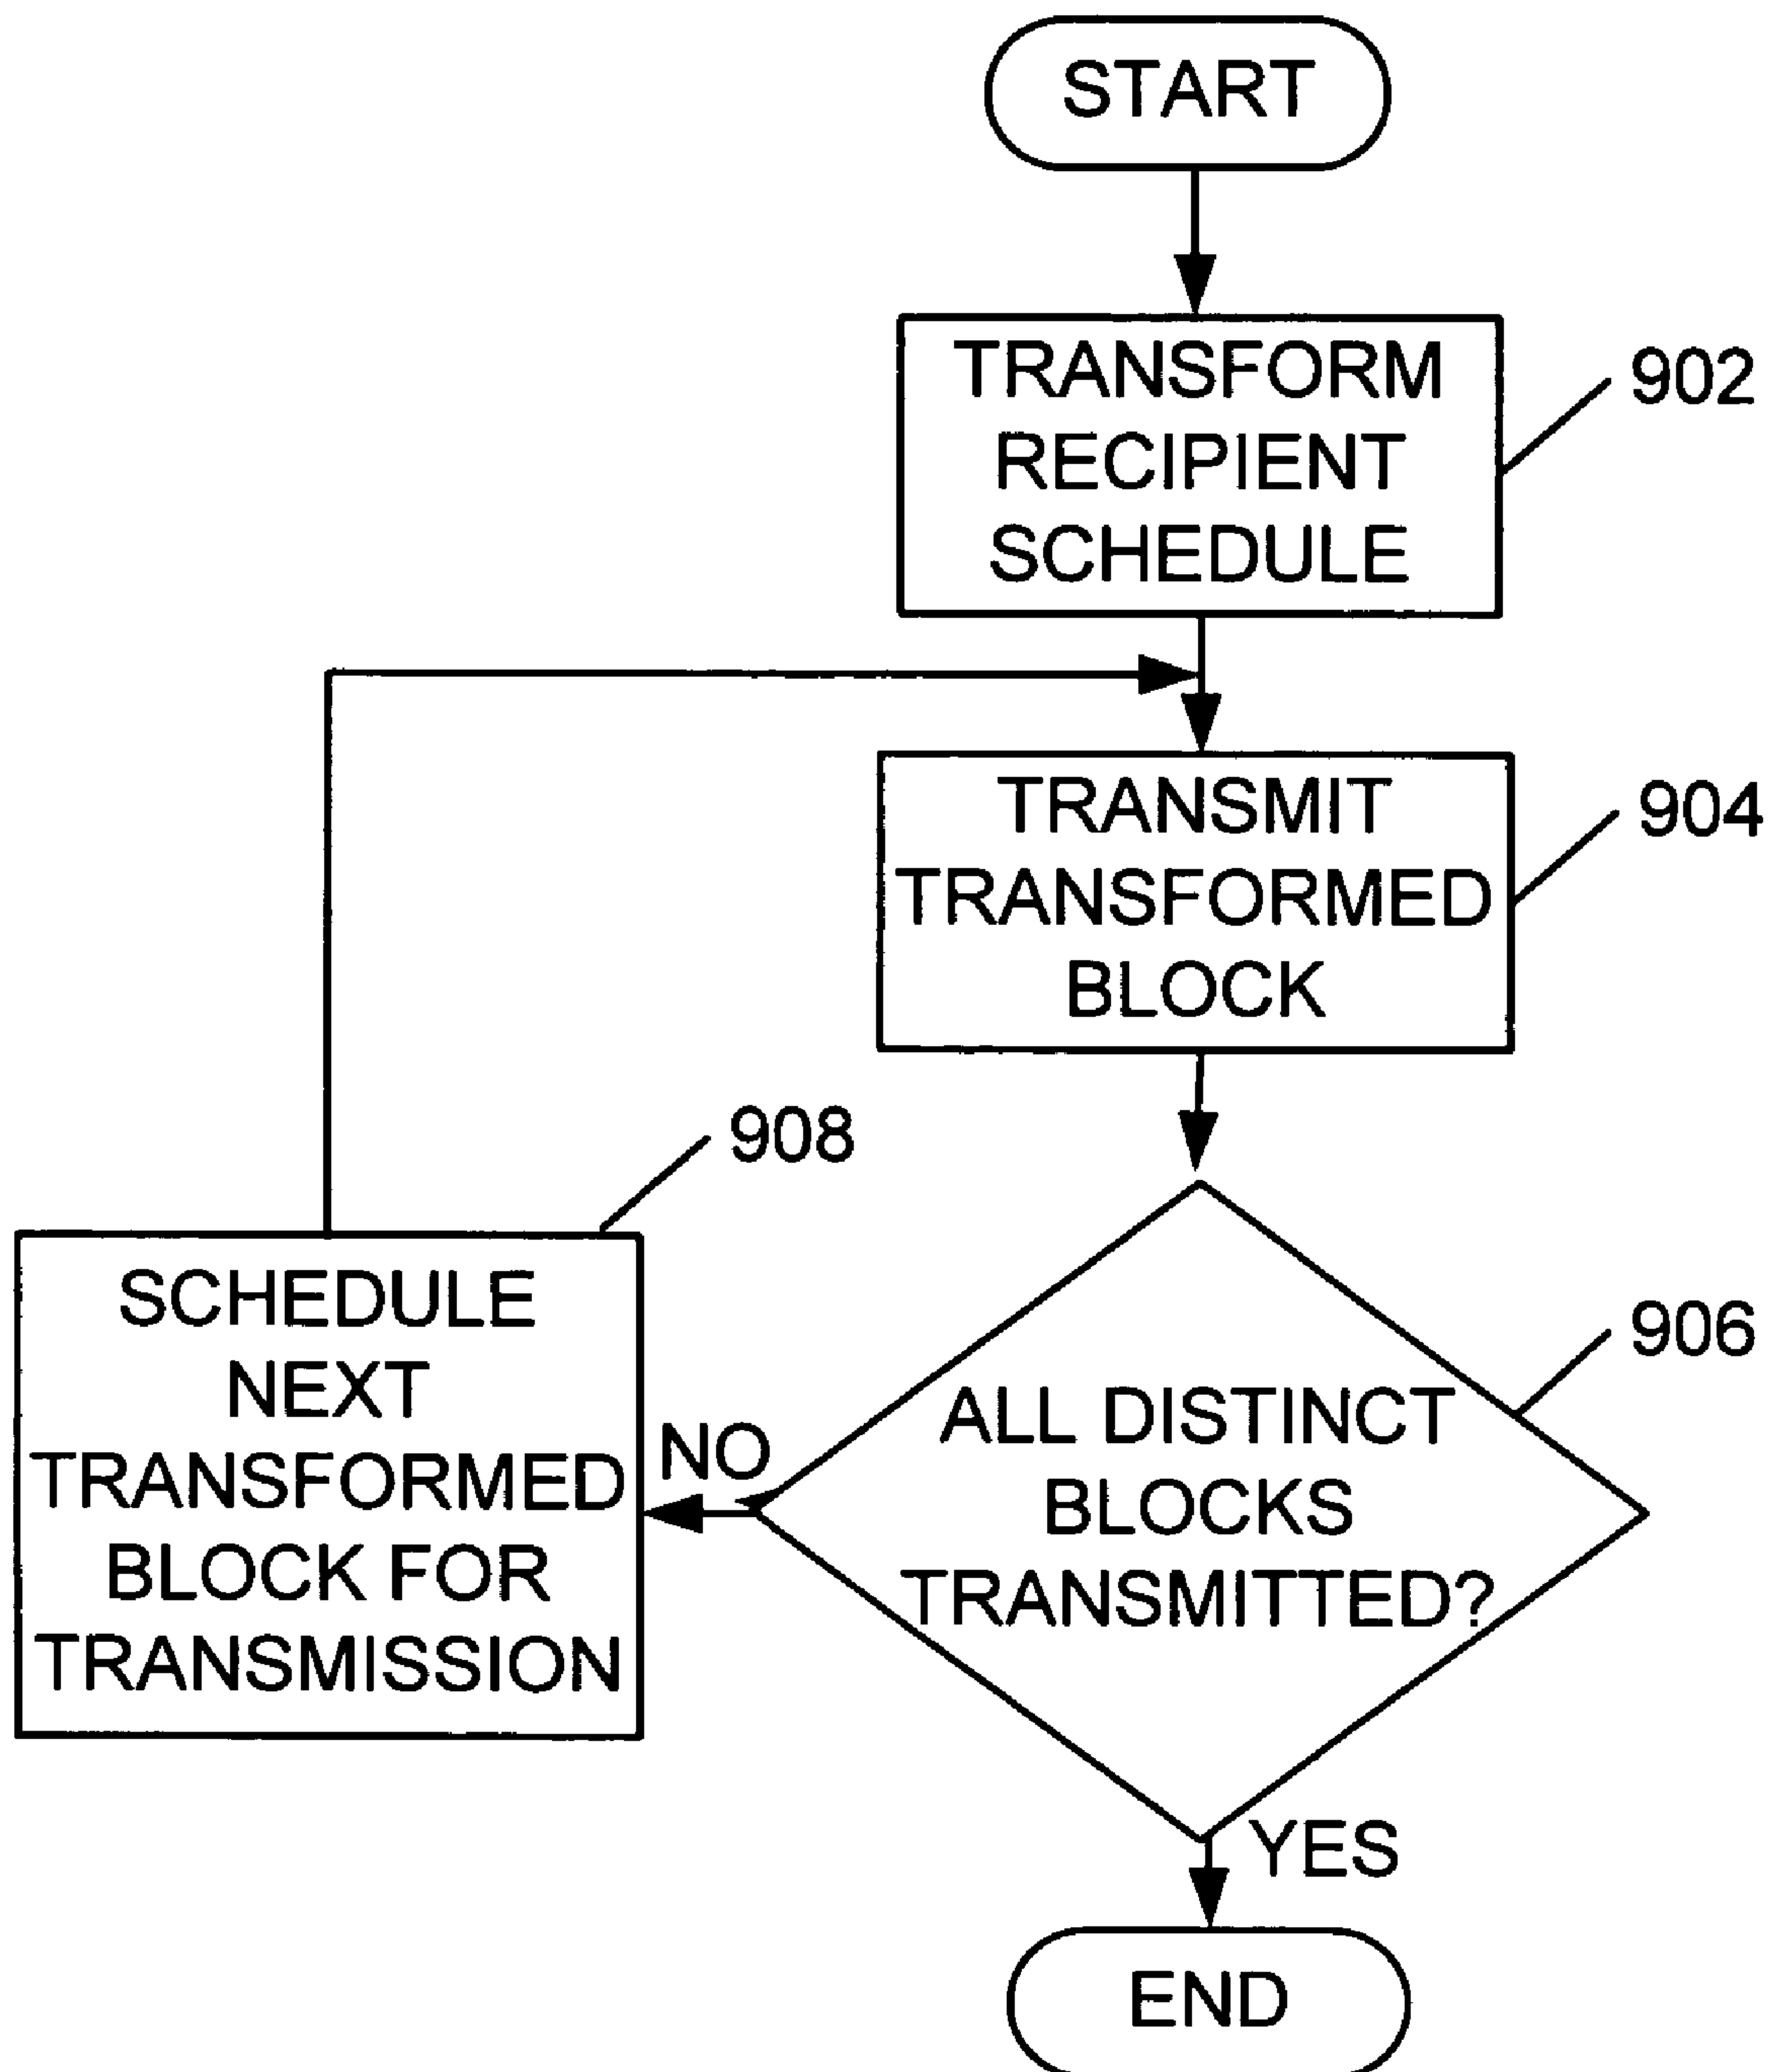 START
TRANSFORM
RECIPIENT
SCHEDULE
902
TRANSMIT
TRANSFORMED
BLOCK
904
ALL DISTINCT
BLOCKS
TRANSMITTED?
906
NO
908
SCHEDULE
NEXT
TRANSFORMED
BLOCK FOR
TRANSMISSION
YES
END